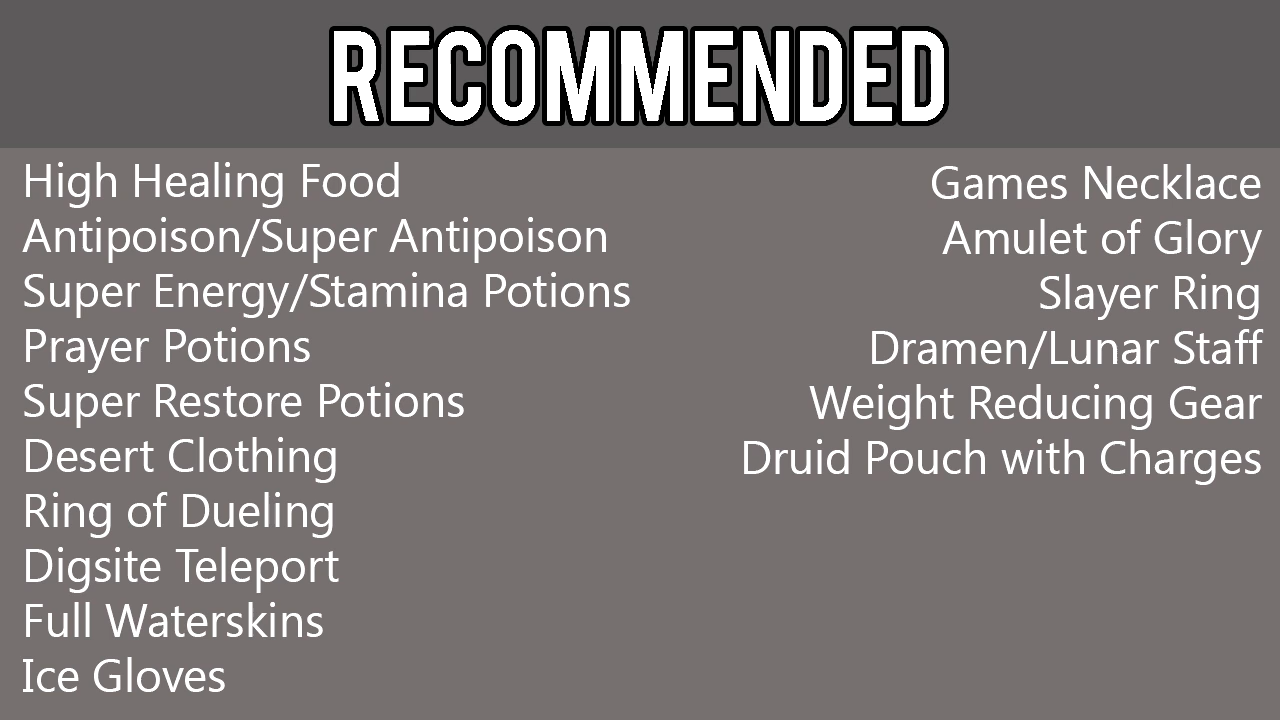 RECOMMENDED
High Healing Food
Antipoison/Super Antipoison
Super Energy/Stamina Potions
Prayer Potions
Super Restore Potions
Desert Clothing
Ring of Dueling
Digsite Teleport
Full Waterskins
Ice Gloves
Games Necklace
Amulet of Glory
Slayer Ring
Dramen/Lunar Staff
Weight Reducing Gear
Druid Pouch with Charges